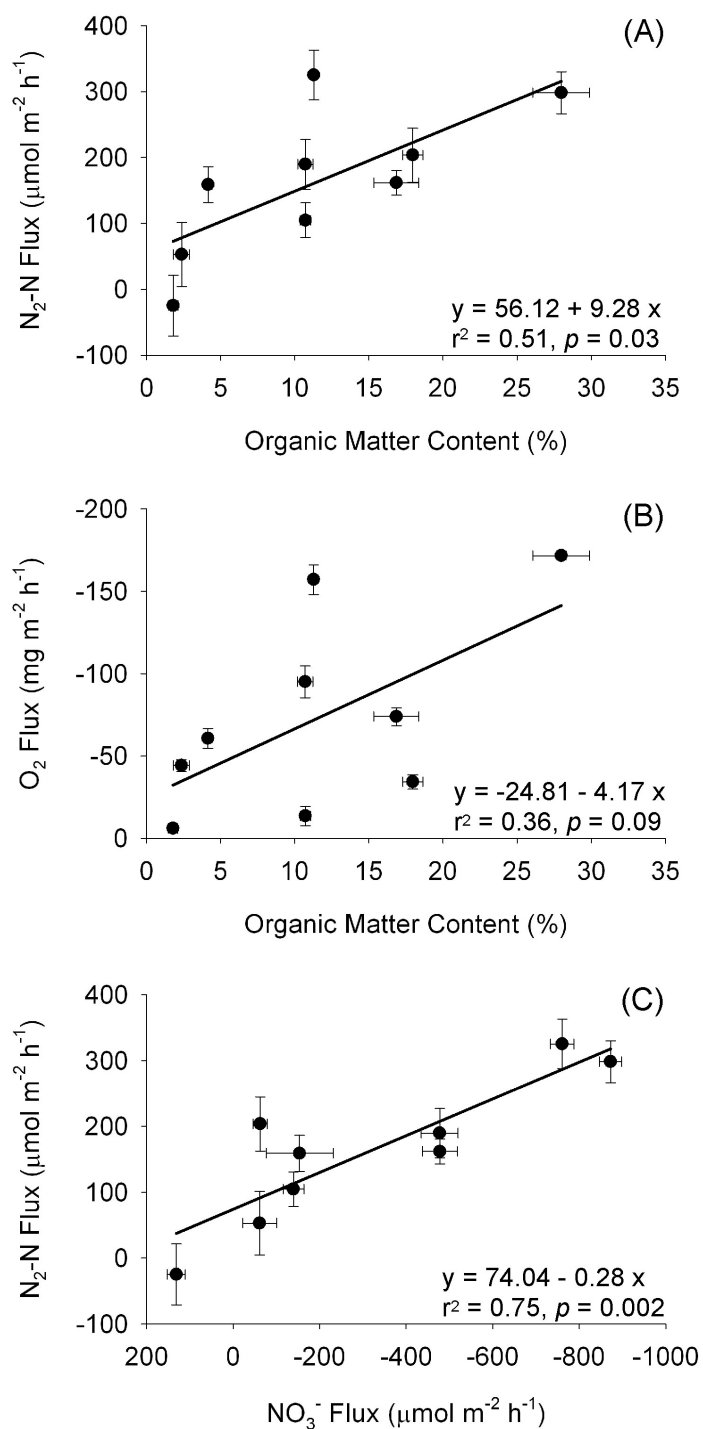 (A)
400
300
200
100
0
-100
N₂-N Flux (μmol m⁻² h⁻¹)
y = 56.12 + 9.28 x
r² = 0.51, p = 0.03
0 5 10 15 20 25 30 35
Organic Matter Content (%)
(B)
-200
-150
-100
-50
0
O₂ Flux (mg m⁻² h⁻¹)
y = -24.81 - 4.17 x
r² = 0.36, p = 0.09
0 5 10 15 20 25 30 35
Organic Matter Content (%)
(C)
400
300
200
100
0
-100
N₂-N Flux (μmol m⁻² h⁻¹)
y = 74.04 - 0.28 x
r² = 0.75, p = 0.002
200 0 -200 -400 -600 -800 -1000
NO₃⁻ Flux (μmol m⁻² h⁻¹)